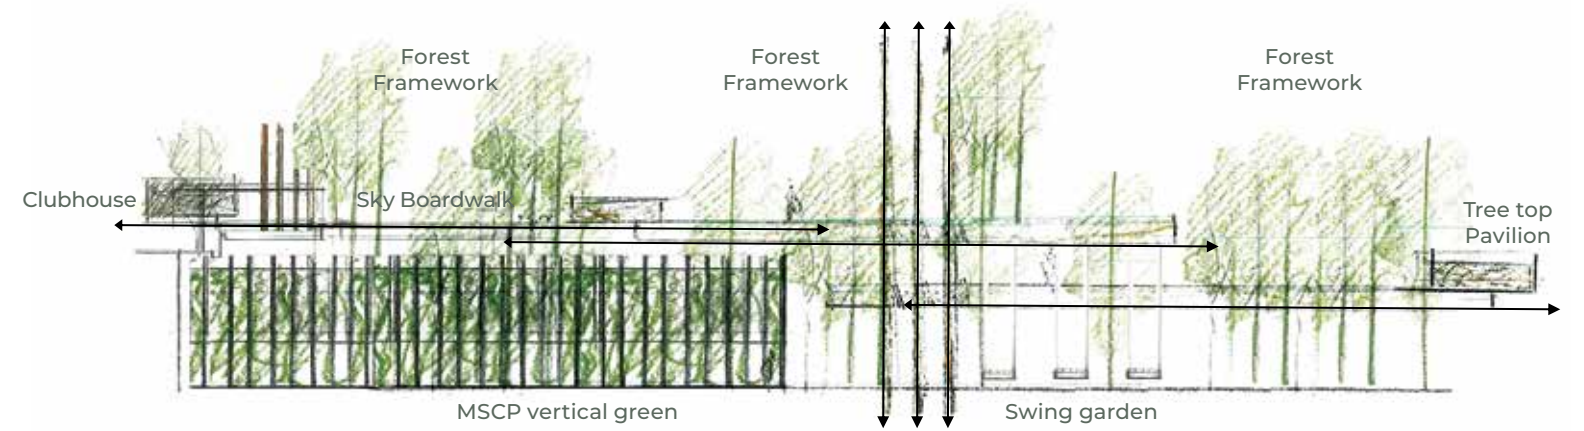 Forest
Framework
Forest
Framework
Forest
Framework
Clubhouse
Sky Boardwalk
Tree top
Pavilion
MSCP vertical green
Swing garden